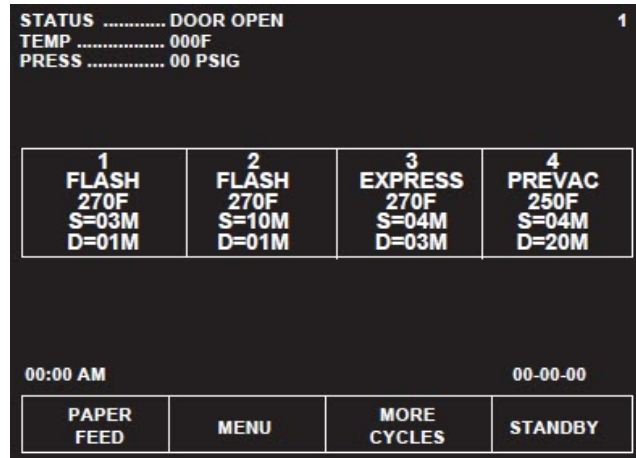 STATUS ............ DOOR OPEN 1
TEMP ................. 000F
PRESS ............... 00 PSIG
1 2 3 4
FLASH FLASH EXPRESS PREVAC
270F 270F 270F 250F
S=03M S=10M S=04M S=04M
D=01M D=01M D=03M D=20M
00:00 AM 00-00-00
PAPER FEED MENU MORE CYCLES STANDBY